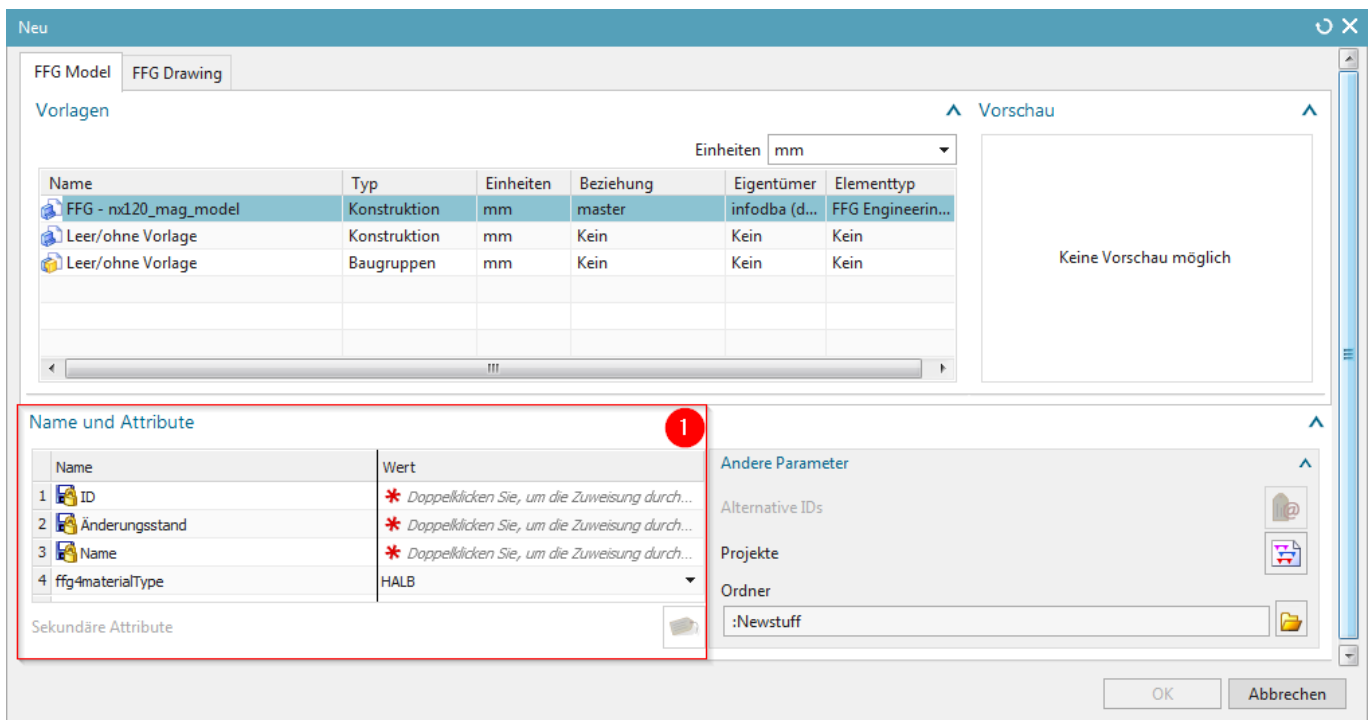 Neu
FFG Model FFG Drawing
Vorlagen
Vorschau
Einheiten mm
Name Typ Einheiten Beziehung Eigentümer Elementtyp
FFG - nx120_mag_model Konstruktion mm master infodba (d... FFG Engineerin...
Leer/ohne Vorlage Konstruktion mm Kein Kein Kein
Leer/ohne Vorlage Baugruppen mm Kein Kein Kein
Keine Vorschau möglich
Name und Attribute
1
Name Wert
1 ID * Doppelklicken Sie, um die Zuweisung durch...
2 Änderungsstand * Doppelklicken Sie, um die Zuweisung durch...
3 Name * Doppelklicken Sie, um die Zuweisung durch...
4 ffg4materialType HALB
Sekundäre Attribute
Andere Parameter
Alternative IDs
Projekte
Ordner
:Newstuff
OK Abbrechen